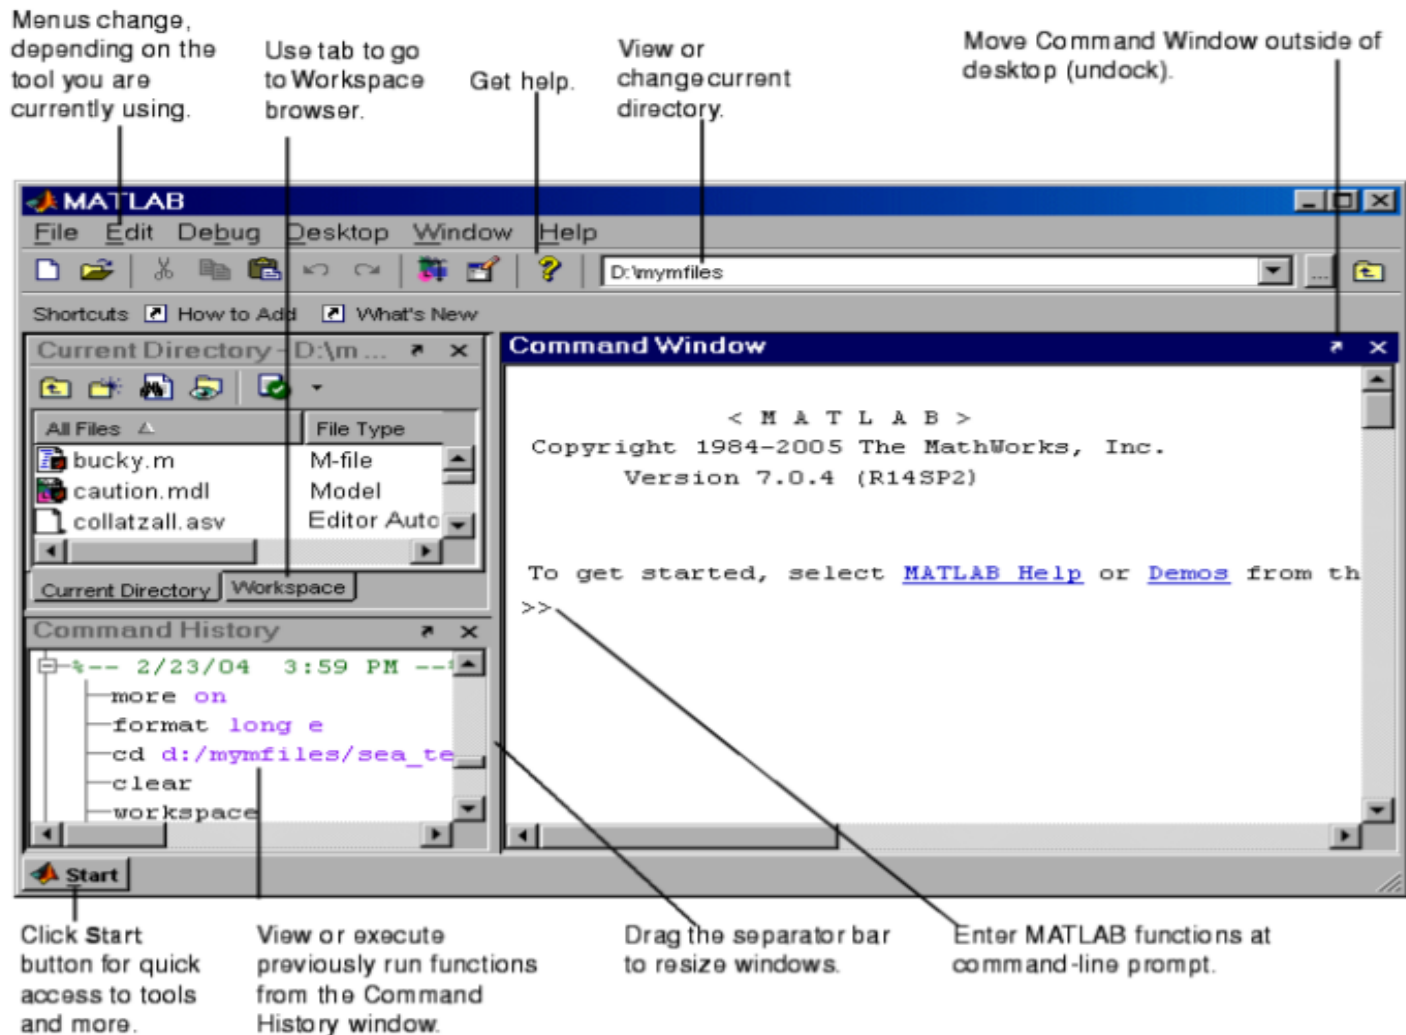 Menus change,
depending on the
tool you are
currently using.
Use tab to go
to Workspace
browser.
Get help.
View or
change current
directory.
Move Command Window outside of
desktop (undock).
MATLAB
File Edit Debug Desktop Window Help
D:\mymfiles
...
Shortcuts How to Add What's New
Current Directory - D:\m ...
All Files File Type
bucky.m M-file
caution.mdl Model
collatzall.asv Editor Auto
Current Directory Workspace
Command History
%-- 2/23/04 3:59 PM --%
more on
format long e
cd d:/mymfiles/sea_te
clear
workspace
Command Window
< M A T L A B >
Copyright 1984-2005 The MathWorks, Inc.
Version 7.0.4 (R14SP2)
To get started, select MATLAB Help or Demos from th
>>
Start
Click Start
button for quick
access to tools
and more.
View or execute
previously run functions
from the Command
History window.
Drag the separator bar
to resize windows.
Enter MATLAB functions at
command-line prompt.